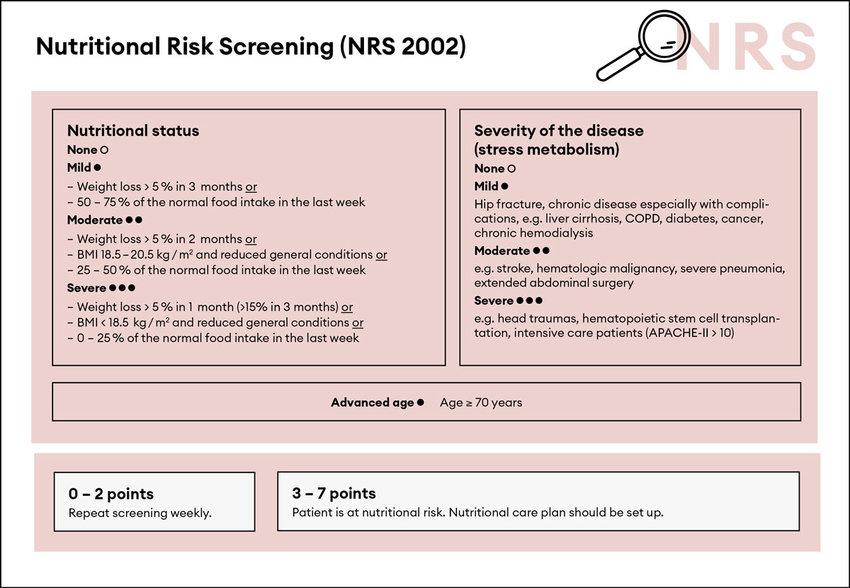 Nutritional Risk Screening (NRS 2002)
NRS
Nutritional status
None ○
Mild ●
– Weight loss > 5 % in 3 months or
– 50 – 75 % of the normal food intake in the last week
Moderate ●●
– Weight loss > 5 % in 2 months or
– BMI 18.5 – 20.5 kg / m² and reduced general conditions or
– 25 – 50 % of the normal food intake in the last week
Severe ●●●
– Weight loss > 5 % in 1 month (>15% in 3 months) or
– BMI < 18.5 kg / m² and reduced general conditions or
– 0 – 25 % of the normal food intake in the last week
Severity of the disease
(stress metabolism)
None ○
Mild ●
Hip fracture, chronic disease especially with compli-
cations, e.g. liver cirrhosis, COPD, diabetes, cancer,
chronic hemodialysis
Moderate ●●
e.g. stroke, hematologic malignancy, severe pneumonia,
extended abdominal surgery
Severe ●●●
e.g. head traumas, hematopoietic stem cell transplan-
tation, intensive care patients (APACHE-II > 10)
Advanced age ● Age ≥ 70 years
0 – 2 points
Repeat screening weekly.
3 – 7 points
Patient is at nutritional risk. Nutritional care plan should be set up.